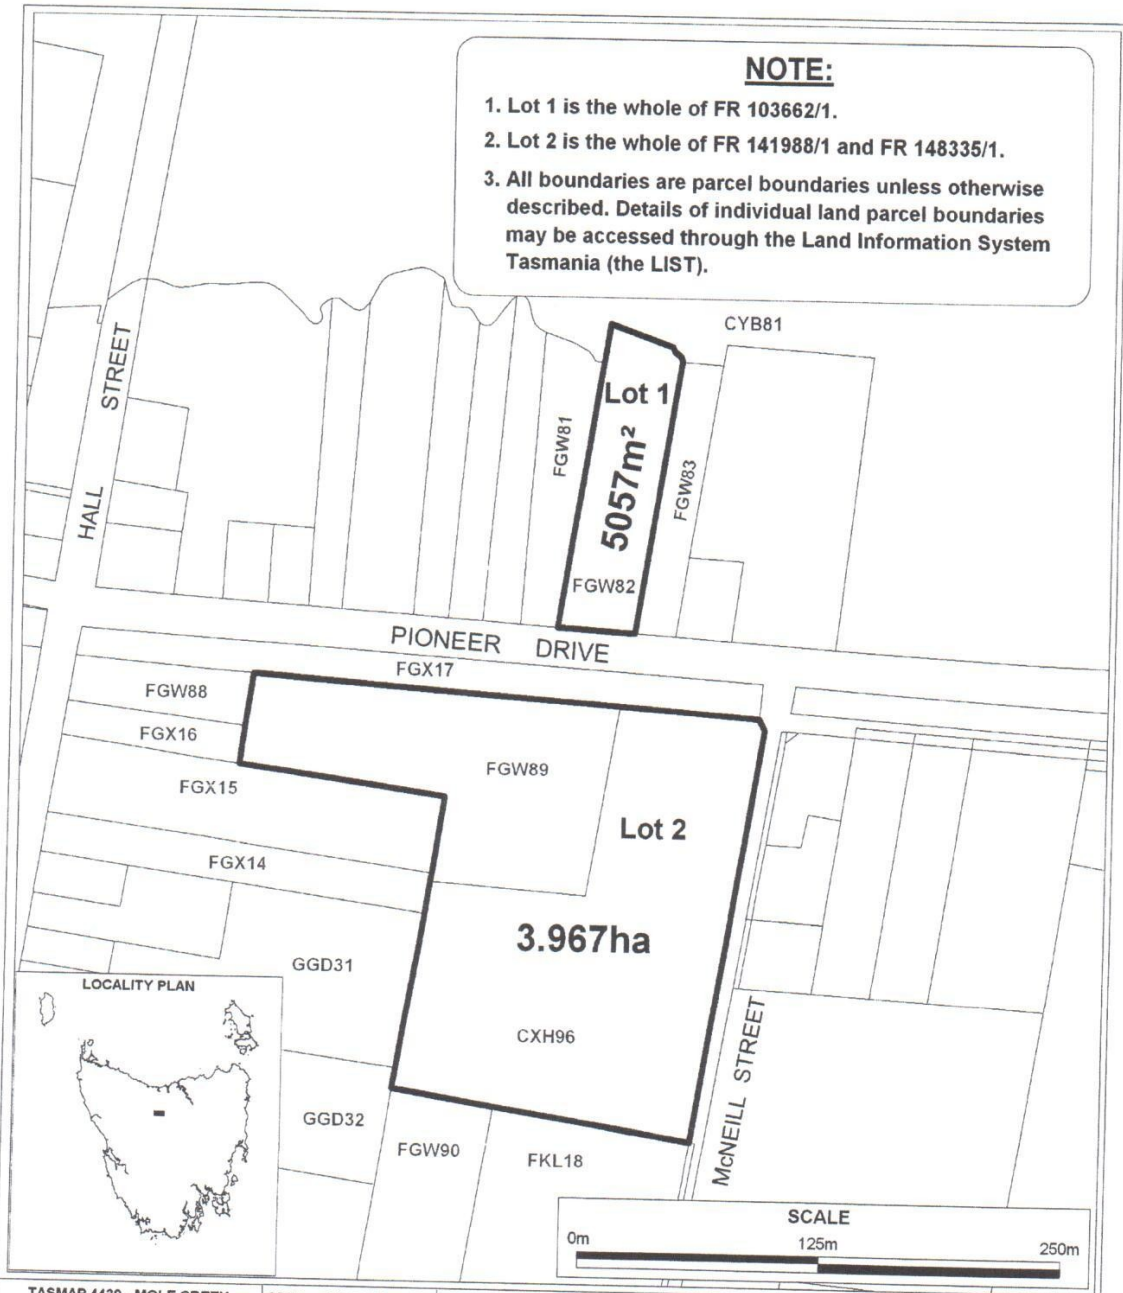 NOTE:
1. Lot 1 is the whole of FR 103662/1.
2. Lot 2 is the whole of FR 141988/1 and FR 148335/1.
3. All boundaries are parcel boundaries unless otherwise
described. Details of individual land parcel boundaries
may be accessed through the Land Information System
Tasmania (the LIST).
CYB81
HALL STREET
Lot 1
5057m²
FGW81
FGW83
FGW82
PIONEER DRIVE
FGX17
FGW88
FGX16
FGW89
FGX15
Lot 2
FGX14
3.967ha
GGD31
LOCALITY PLAN
CXH96
McNEILL STREET
GGD32
FGW90
FKL18
SCALE
0m 125m 250m